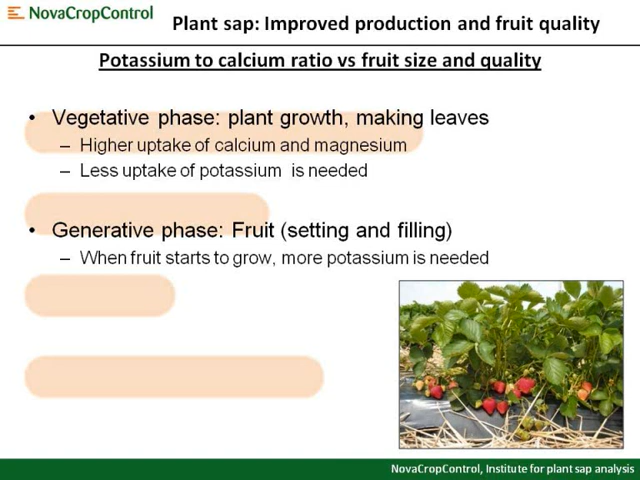 NovaCropControl
Plant sap: Improved production and fruit quality
Potassium to calcium ratio vs fruit size and quality
• Vegetative phase: plant growth, making leaves
– Higher uptake of calcium and magnesium
– Less uptake of potassium is needed
• Generative phase: Fruit (setting and filling)
– When fruit starts to grow, more potassium is needed
NovaCropControl, Institute for plant sap analysis